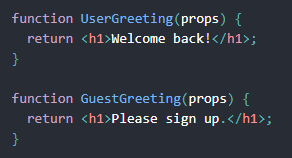 function UserGreeting(props) {
  return <h1>Welcome back!</h1>;
}
function GuestGreeting(props) {
  return <h1>Please sign up.</h1>;
}